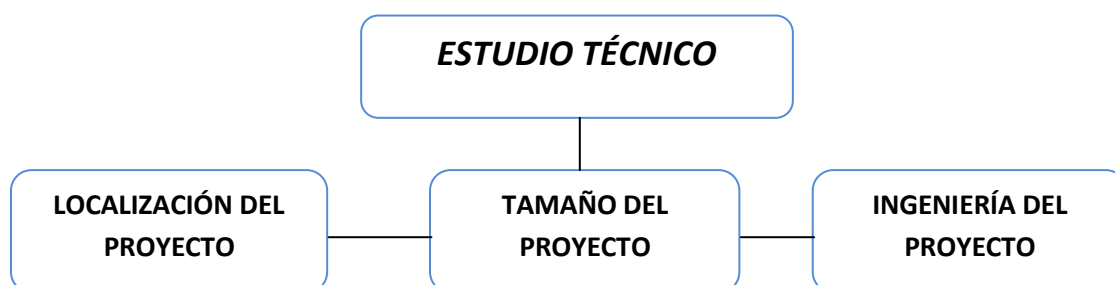 ESTUDIO TÉCNICO
LOCALIZACIÓN DEL
PROYECTO
TAMAÑO DEL
PROYECTO
INGENIERÍA DEL
PROYECTO